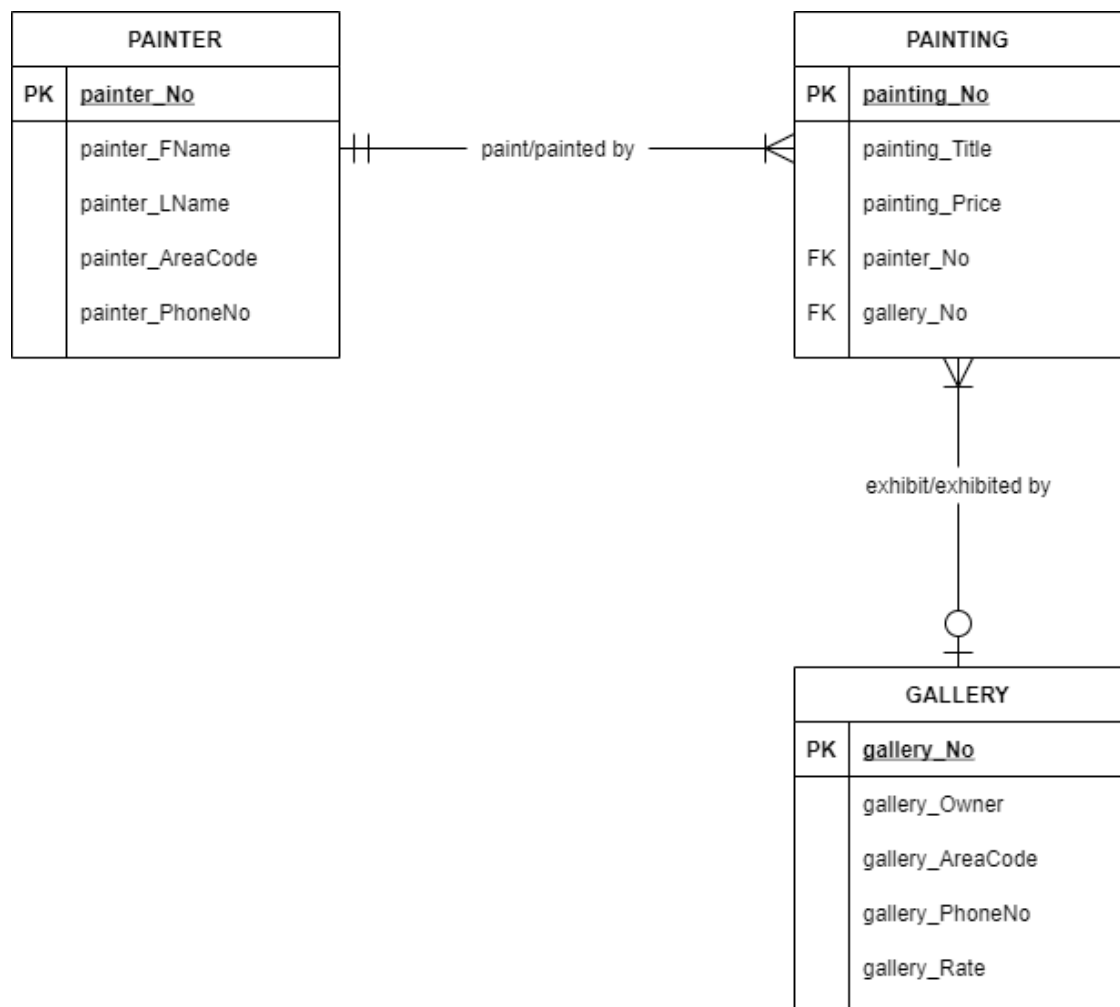 PAINTER
PK painter_No
painter_FName
painter_LName
painter_AreaCode
painter_PhoneNo
paint/painted by
PAINTING
PK painting_No
painting_Title
painting_Price
FK painter_No
FK gallery_No
exhibit/exhibited by
GALLERY
PK gallery_No
gallery_Owner
gallery_AreaCode
gallery_PhoneNo
gallery_Rate